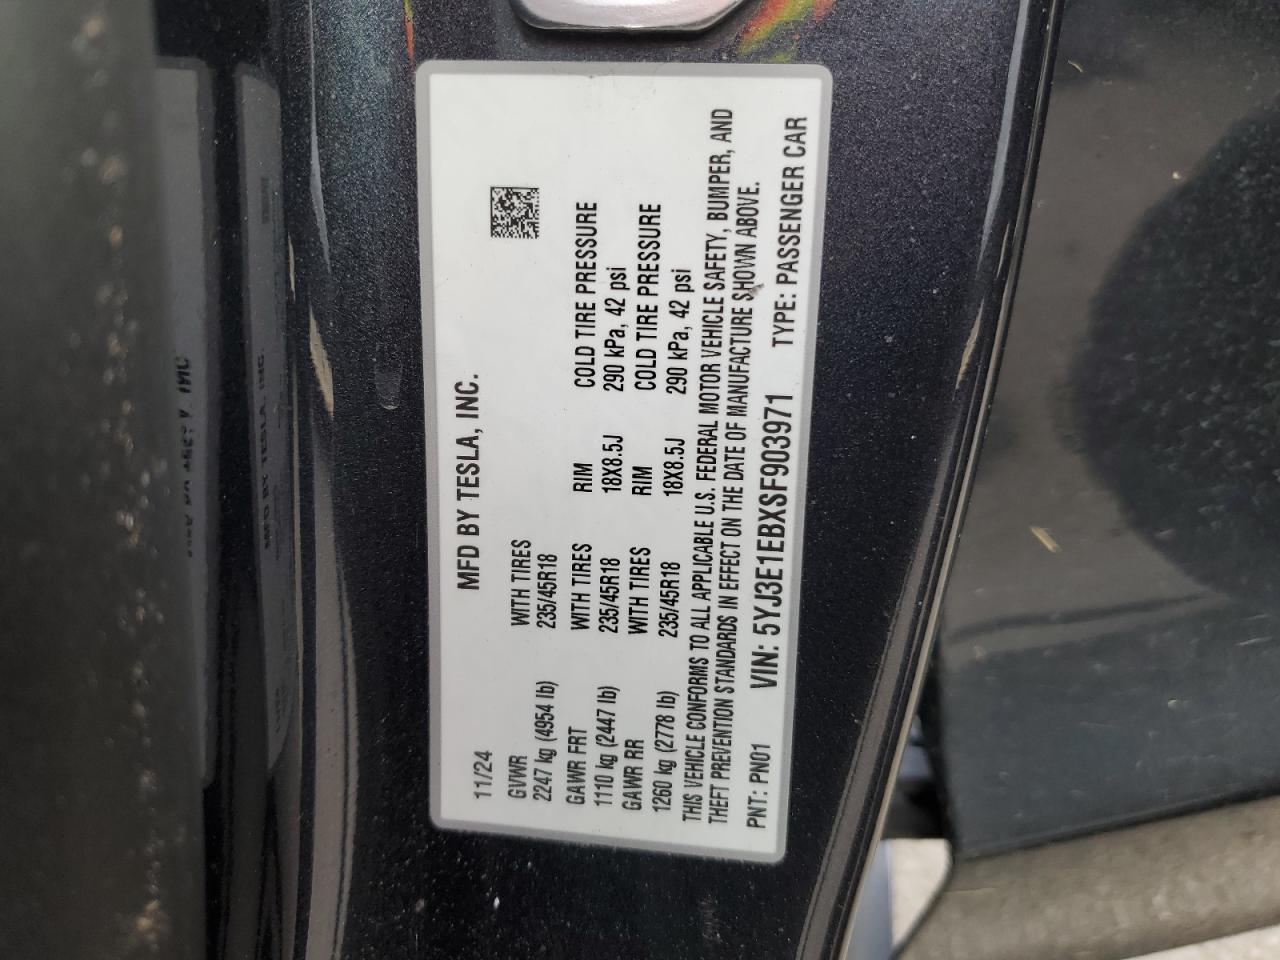 11/24 MFD BY TESLA, INC.
GVWR WITH TIRES
2247 kg (4954 lb) 235/45R18
GAWR FRT WITH TIRES RIM COLD TIRE PRESSURE
1110 kg (2447 lb) 235/45R18 18X8.5J 290 kPa, 42 psi
GAWR RR WITH TIRES RIM COLD TIRE PRESSURE
1260 kg (2778 lb) 235/45R18 18X8.5J 290 kPa, 42 psi
THIS VEHICLE CONFORMS TO ALL APPLICABLE U.S. FEDERAL MOTOR VEHICLE SAFETY, BUMPER, AND
THEFT PREVENTION STANDARDS IN EFFECT ON THE DATE OF MANUFACTURE SHOWN ABOVE.
PNT: PN01 VIN: 5YJ3E1EBXSF903971 TYPE: PASSENGER CAR